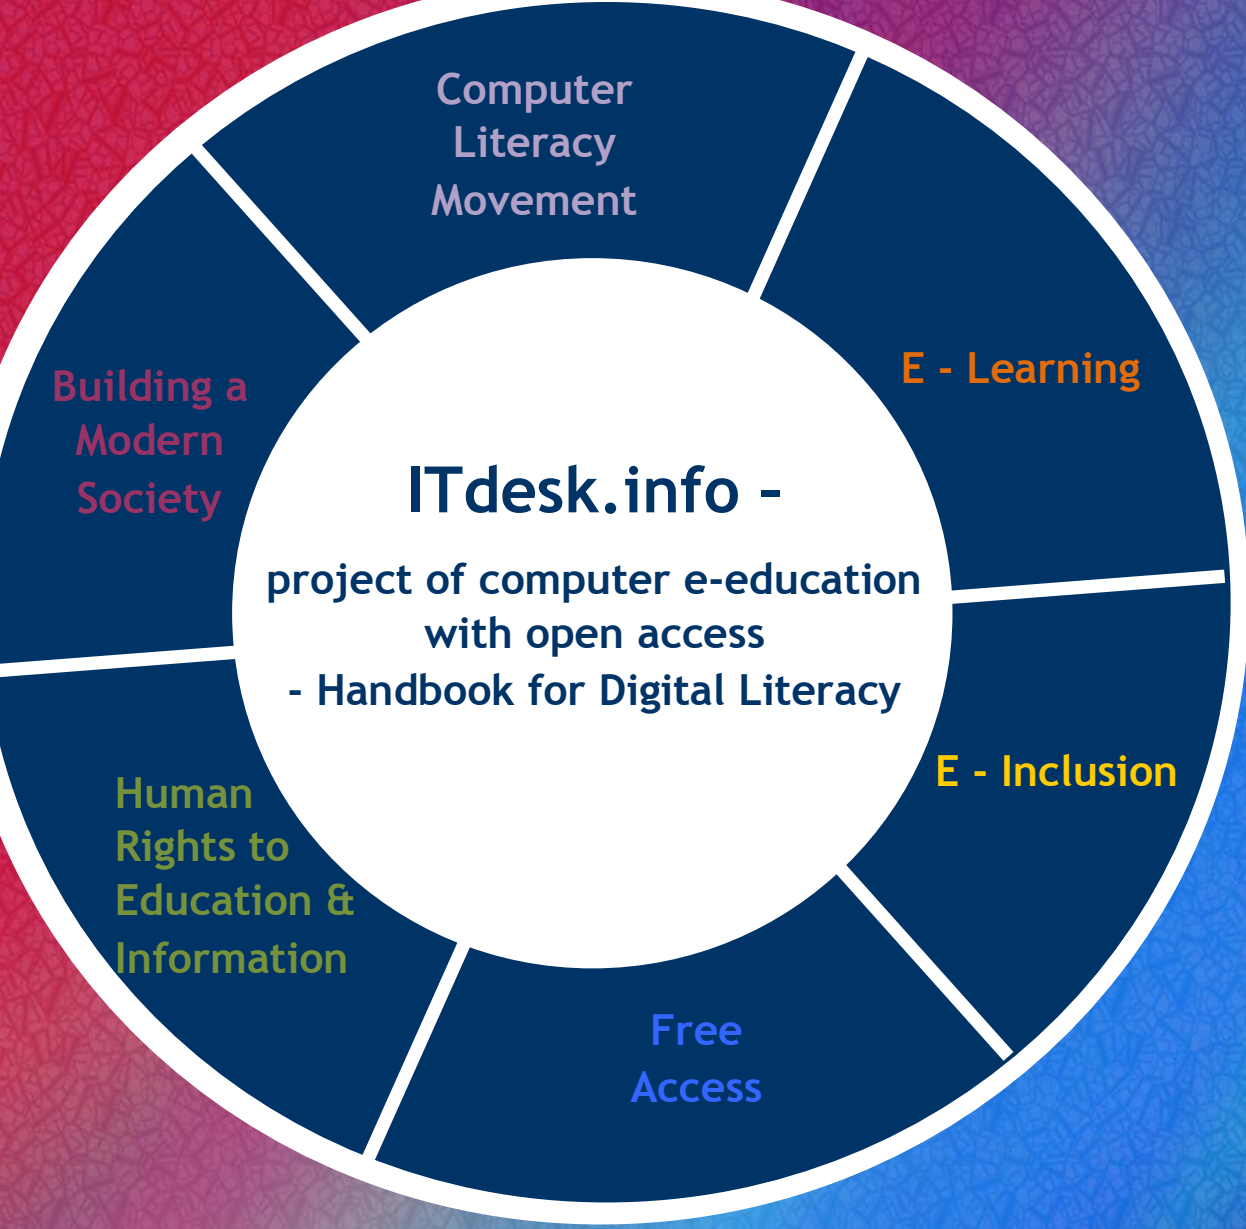 Computer
Literacy
Movement
E - Learning
Building a
Modern
Society
ITdesk.info –
project of computer e-education
with open access
- Handbook for Digital Literacy
E - Inclusion
Human
Rights to
Education &
Information
Free
Access